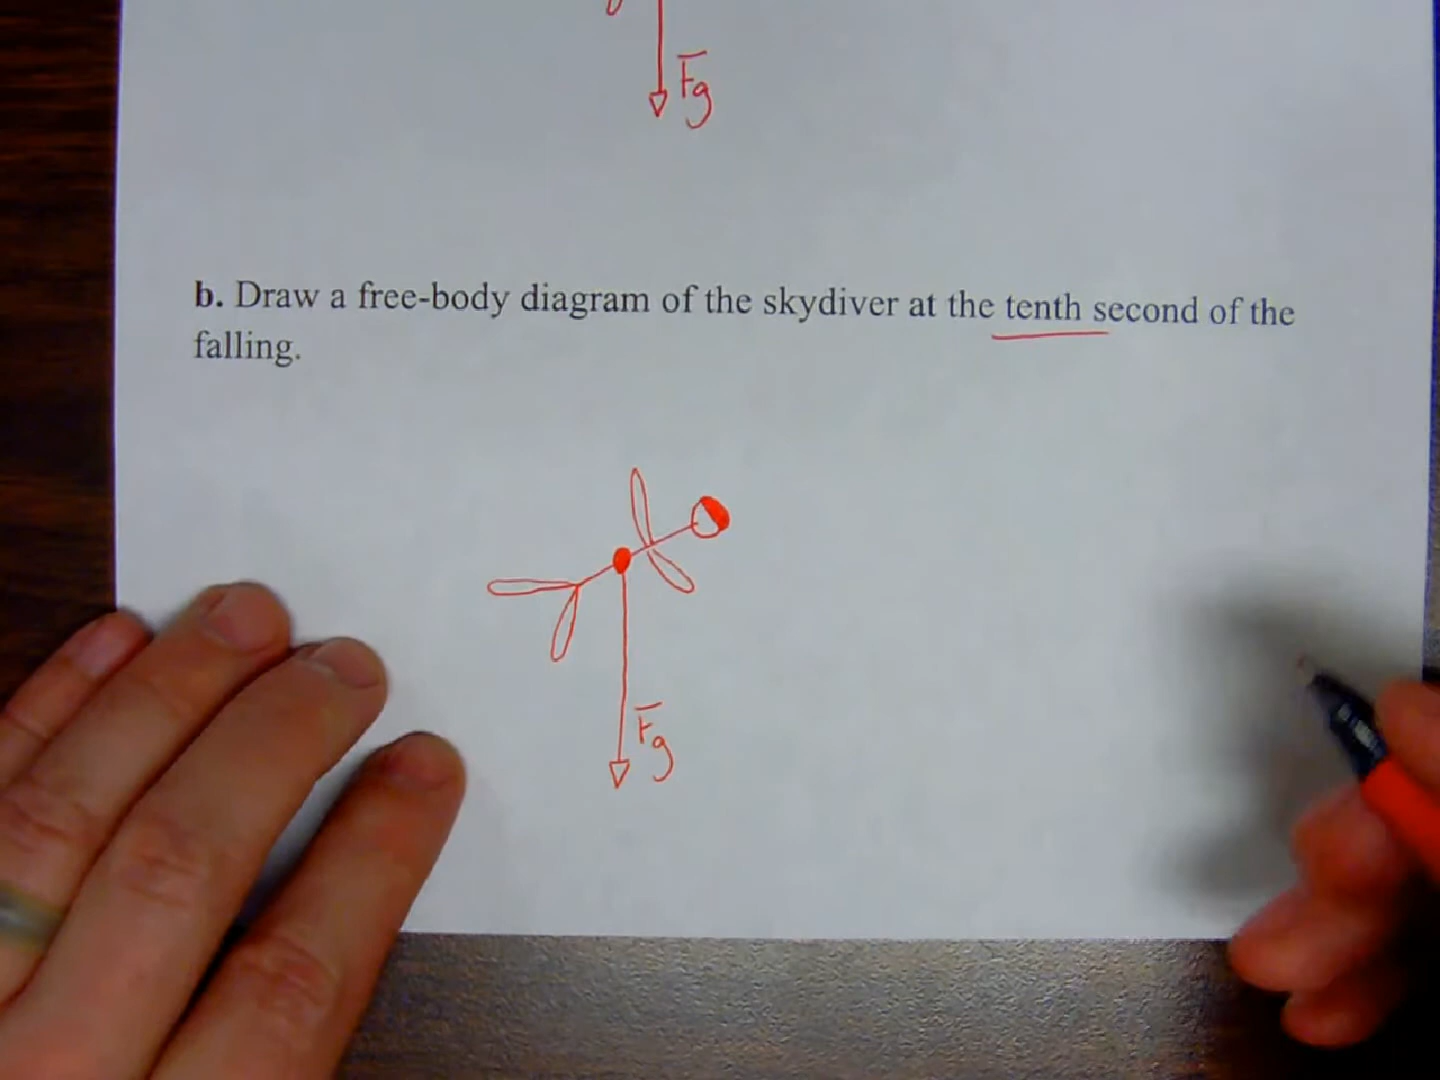 Fg
b. Draw a free-body diagram of the skydiver at the tenth second of the
falling.
Fg